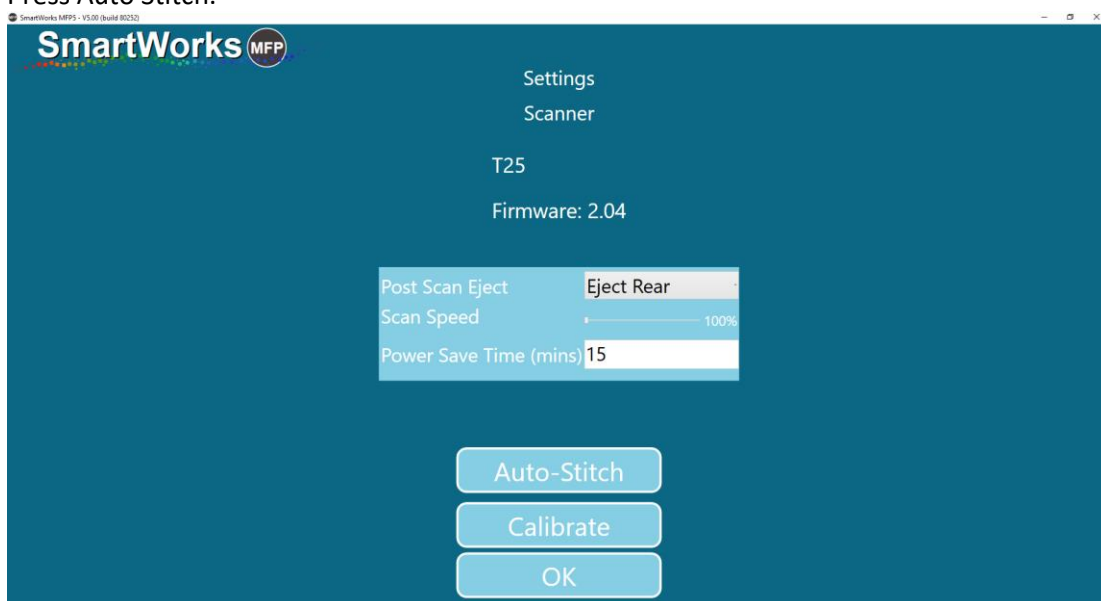 Press Auto Stitch.
SmartWorks MFP5 - V5.00 (build 80252)
SmartWorks MFP
Settings
Scanner
T25
Firmware: 2.04
Post Scan Eject Eject Rear
Scan Speed 100%
Power Save Time (mins) 15
Auto-Stitch
Calibrate
OK